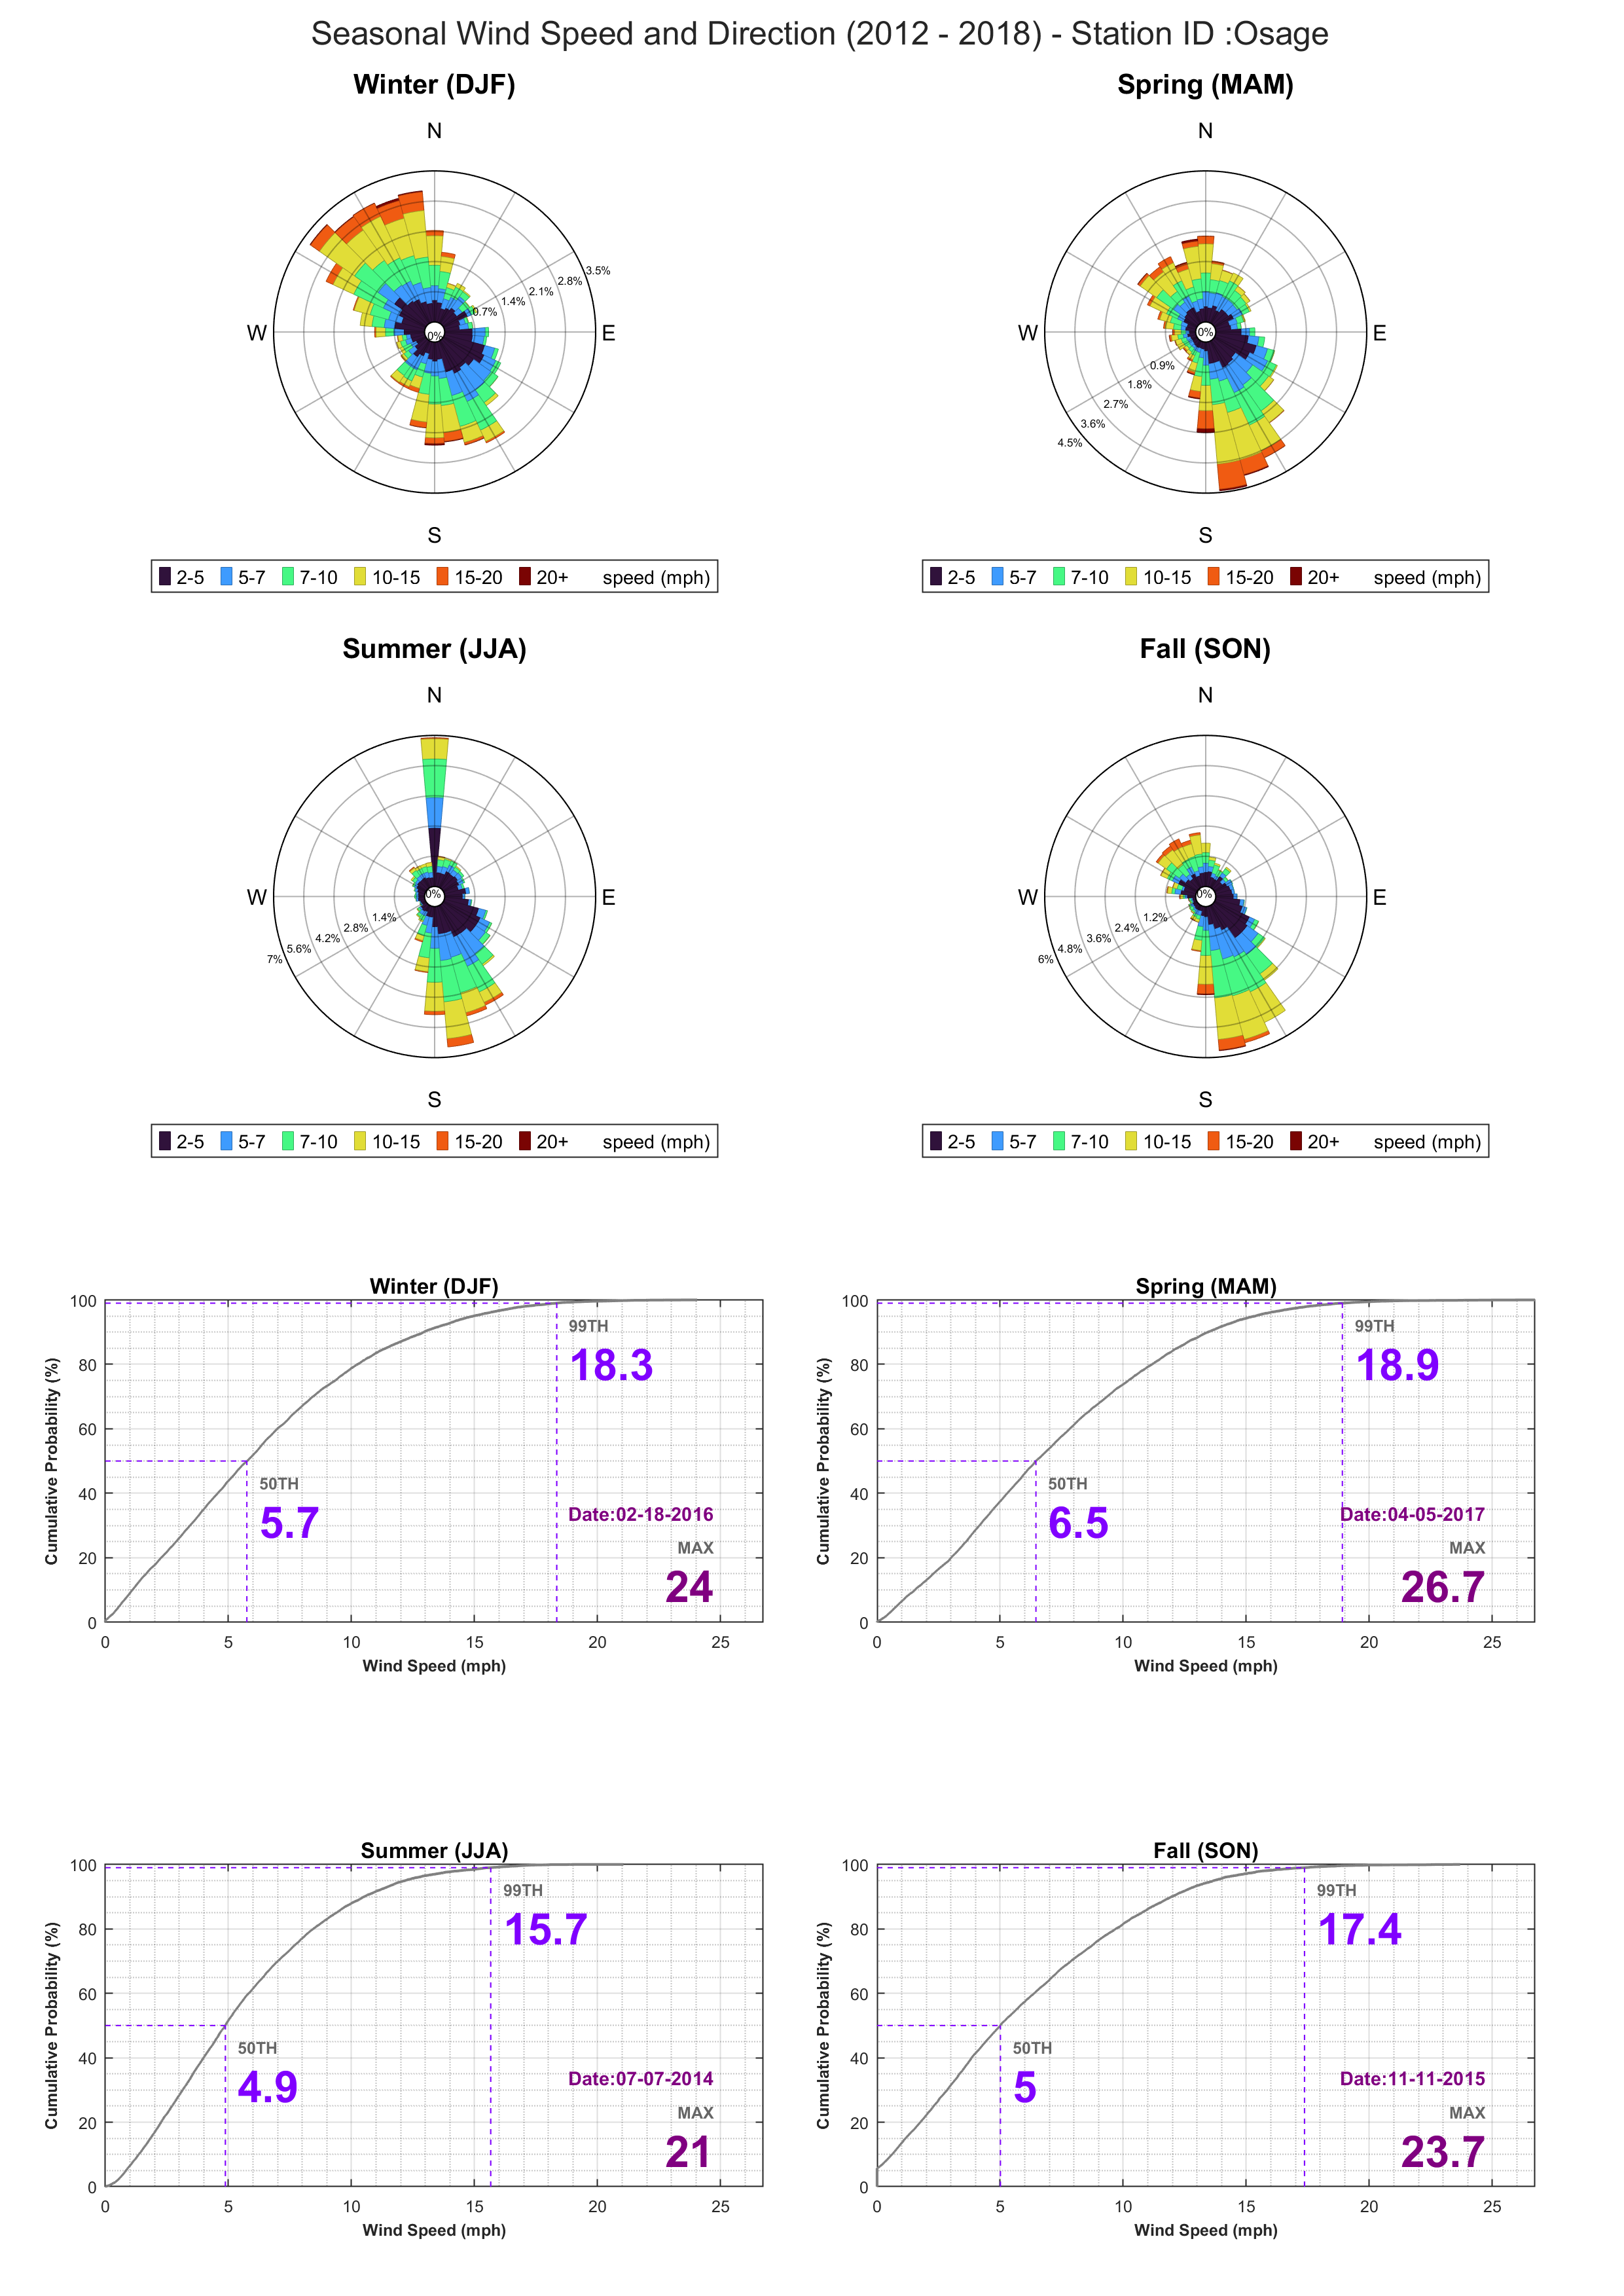 Seasonal Wind Speed and Direction (2012 - 2018) - Station ID :Osage
Winter (DJF)
N
W
E
S
0%
0.7%
1.4%
2.1%
2.8%
3.5%
2-5 5-7 7-10 10-15 15-20 20+ speed (mph)
Spring (MAM)
N
W
E
S
0%
0.9%
1.8%
2.7%
3.6%
4.5%
2-5 5-7 7-10 10-15 15-20 20+ speed (mph)
Summer (JJA)
N
W
E
S
0%
1.4%
2.8%
4.2%
5.6%
7%
2-5 5-7 7-10 10-15 15-20 20+ speed (mph)
Fall (SON)
N
W
E
S
0%
1.2%
2.4%
3.6%
4.8%
6%
2-5 5-7 7-10 10-15 15-20 20+ speed (mph)
Winter (DJF)
Cumulative Probability (%)
100
80
60
40
20
0
99TH
18.3
50TH
5.7
Date:02-18-2016
MAX
24
0 5 10 15 20 25
Wind Speed (mph)
Spring (MAM)
Cumulative Probability (%)
100
80
60
40
20
0
99TH
18.9
50TH
6.5
Date:04-05-2017
MAX
26.7
0 5 10 15 20 25
Wind Speed (mph)
Summer (JJA)
Cumulative Probability (%)
100
80
60
40
20
0
99TH
15.7
50TH
4.9
Date:07-07-2014
MAX
21
0 5 10 15 20 25
Wind Speed (mph)
Fall (SON)
Cumulative Probability (%)
100
80
60
40
20
0
99TH
17.4
50TH
5
Date:11-11-2015
MAX
23.7
0 5 10 15 20 25
Wind Speed (mph)